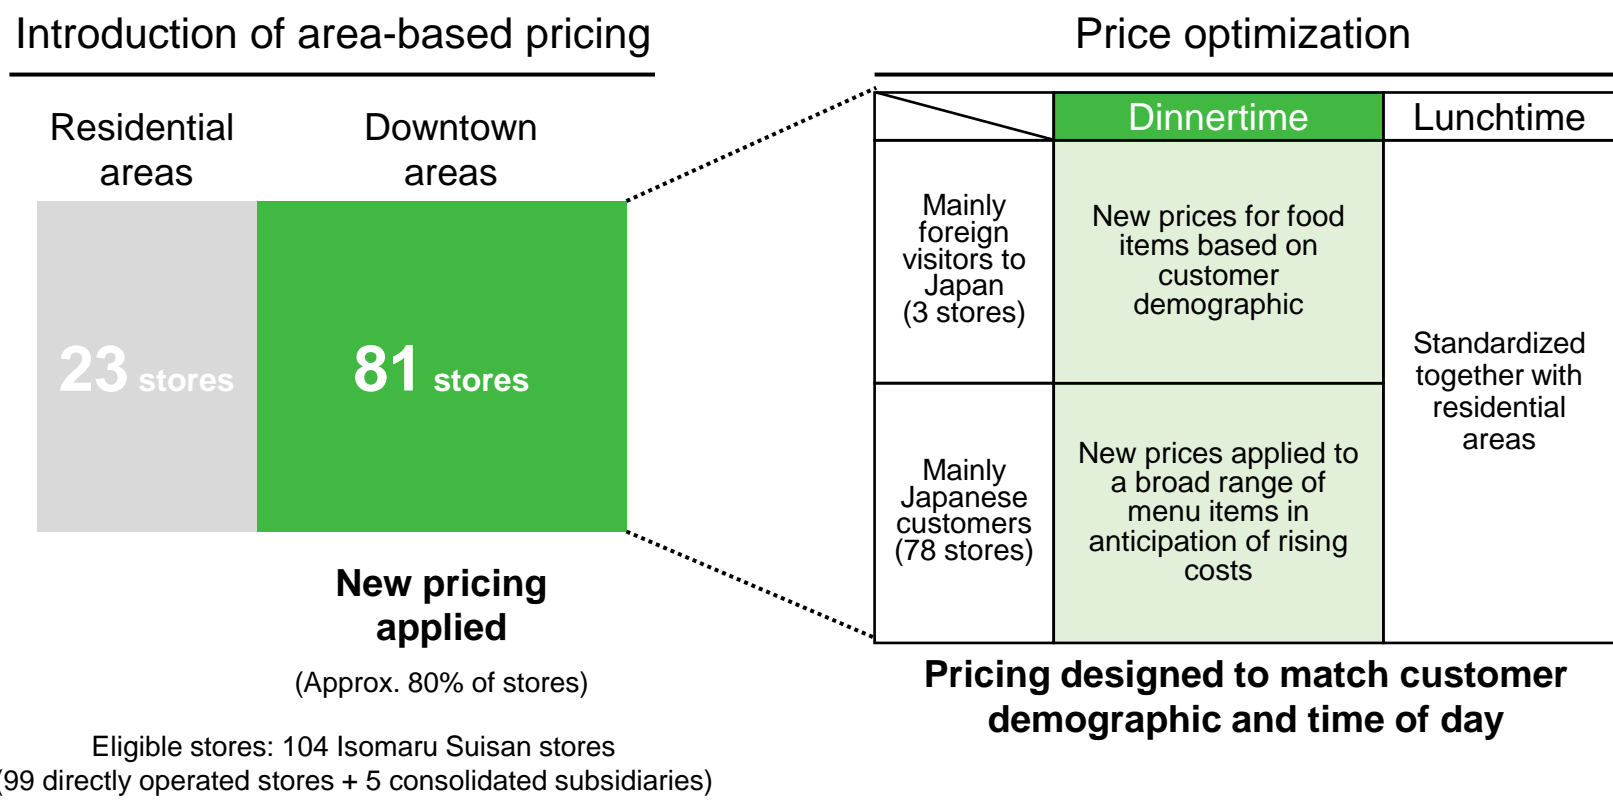 Introduction of area-based pricing
Residential
areas
Downtown
areas
23 stores
81 stores
New pricing
applied
(Approx. 80% of stores)
Eligible stores: 104 Isomaru Suisan stores
(99 directly operated stores + 5 consolidated subsidiaries)
Price optimization
Dinnertime
Lunchtime
Mainly
foreign
visitors to
Japan
(3 stores)
New prices for food
items based on
customer
demographic
Mainly
Japanese
customers
(78 stores)
New prices applied to
a broad range of
menu items in
anticipation of rising
costs
Standardized
together with
residential
areas
Pricing designed to match customer
demographic and time of day